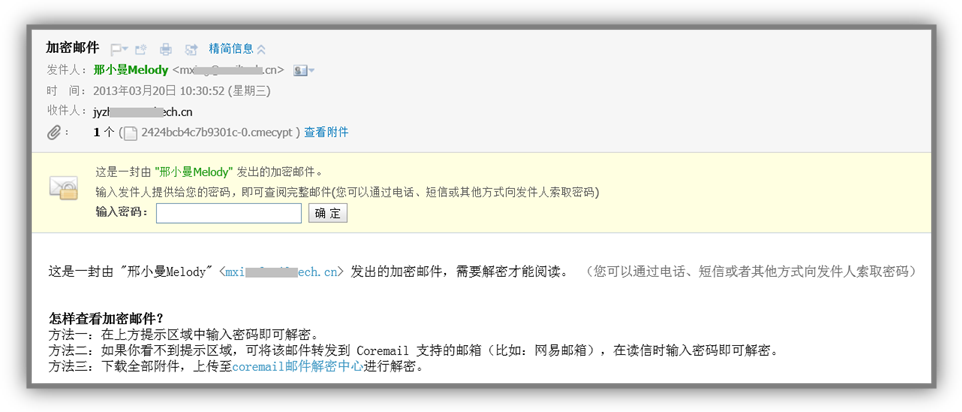 加密邮件 精简信息
发件人： 邢小曼Melody <mx .cn>
时 间： 2013年03月20日 10:30:52 (星期三)
收件人： jyzh ech.cn
： 1 个 ( 2424bcb4c7b9301c-0.cmecypt ) 查看附件
这是一封由 "邢小曼Melody" 发出的加密邮件。
输入发件人提供给您的密码，即可查阅完整邮件(您可以通过电话、短信或其他方式向发件人索取密码)
输入密码： 确 定
这是一封由 "邢小曼Melody" <mxi ech.cn> 发出的加密邮件，需要解密才能阅读。 （您可以通过电话、短信或者其他方式向发件人索取密码）
怎样查看加密邮件？
方法一：在上方提示区域中输入密码即可解密。
方法二：如果你看不到提示区域，可将该邮件转发到 Coremail 支持的邮箱（比如：网易邮箱），在读信时输入密码即可解密。
方法三：下载全部附件，上传至coremail邮件解密中心进行解密。